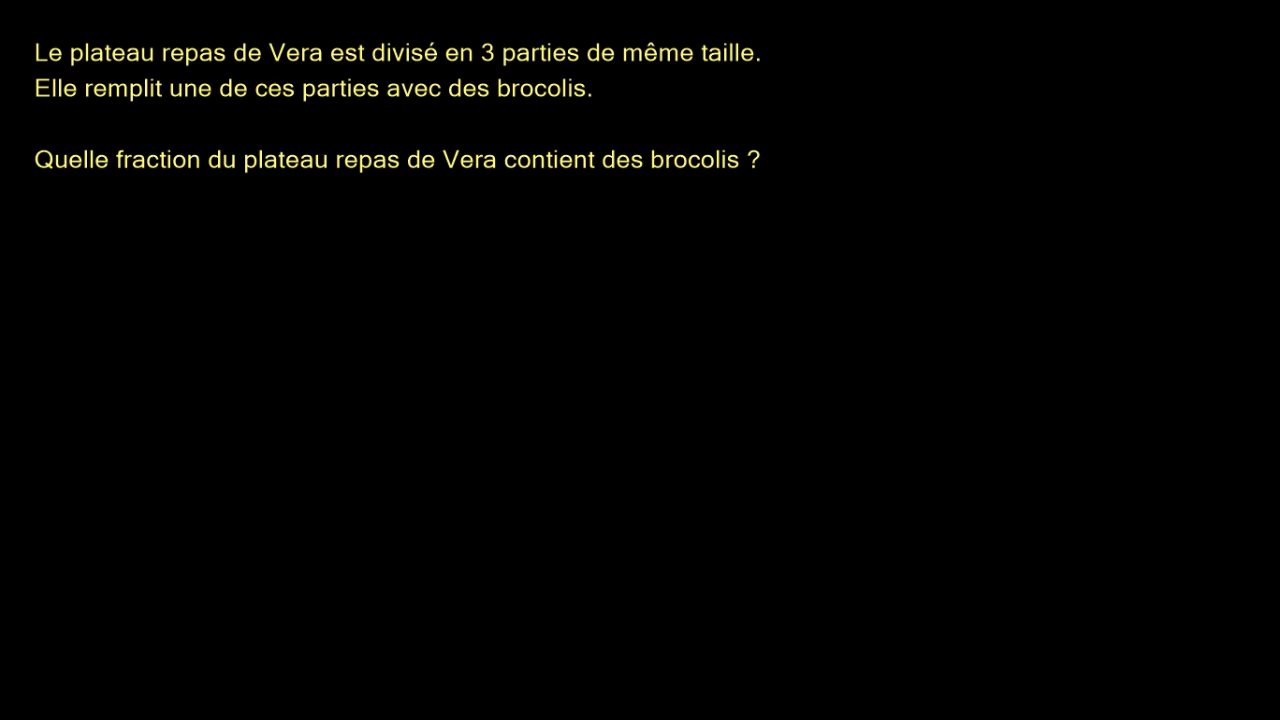 Le plateau repas de Vera est divisé en 3 parties de même taille.
Elle remplit une de ces parties avec des brocolis.
Quelle fraction du plateau repas de Vera contient des brocolis ?